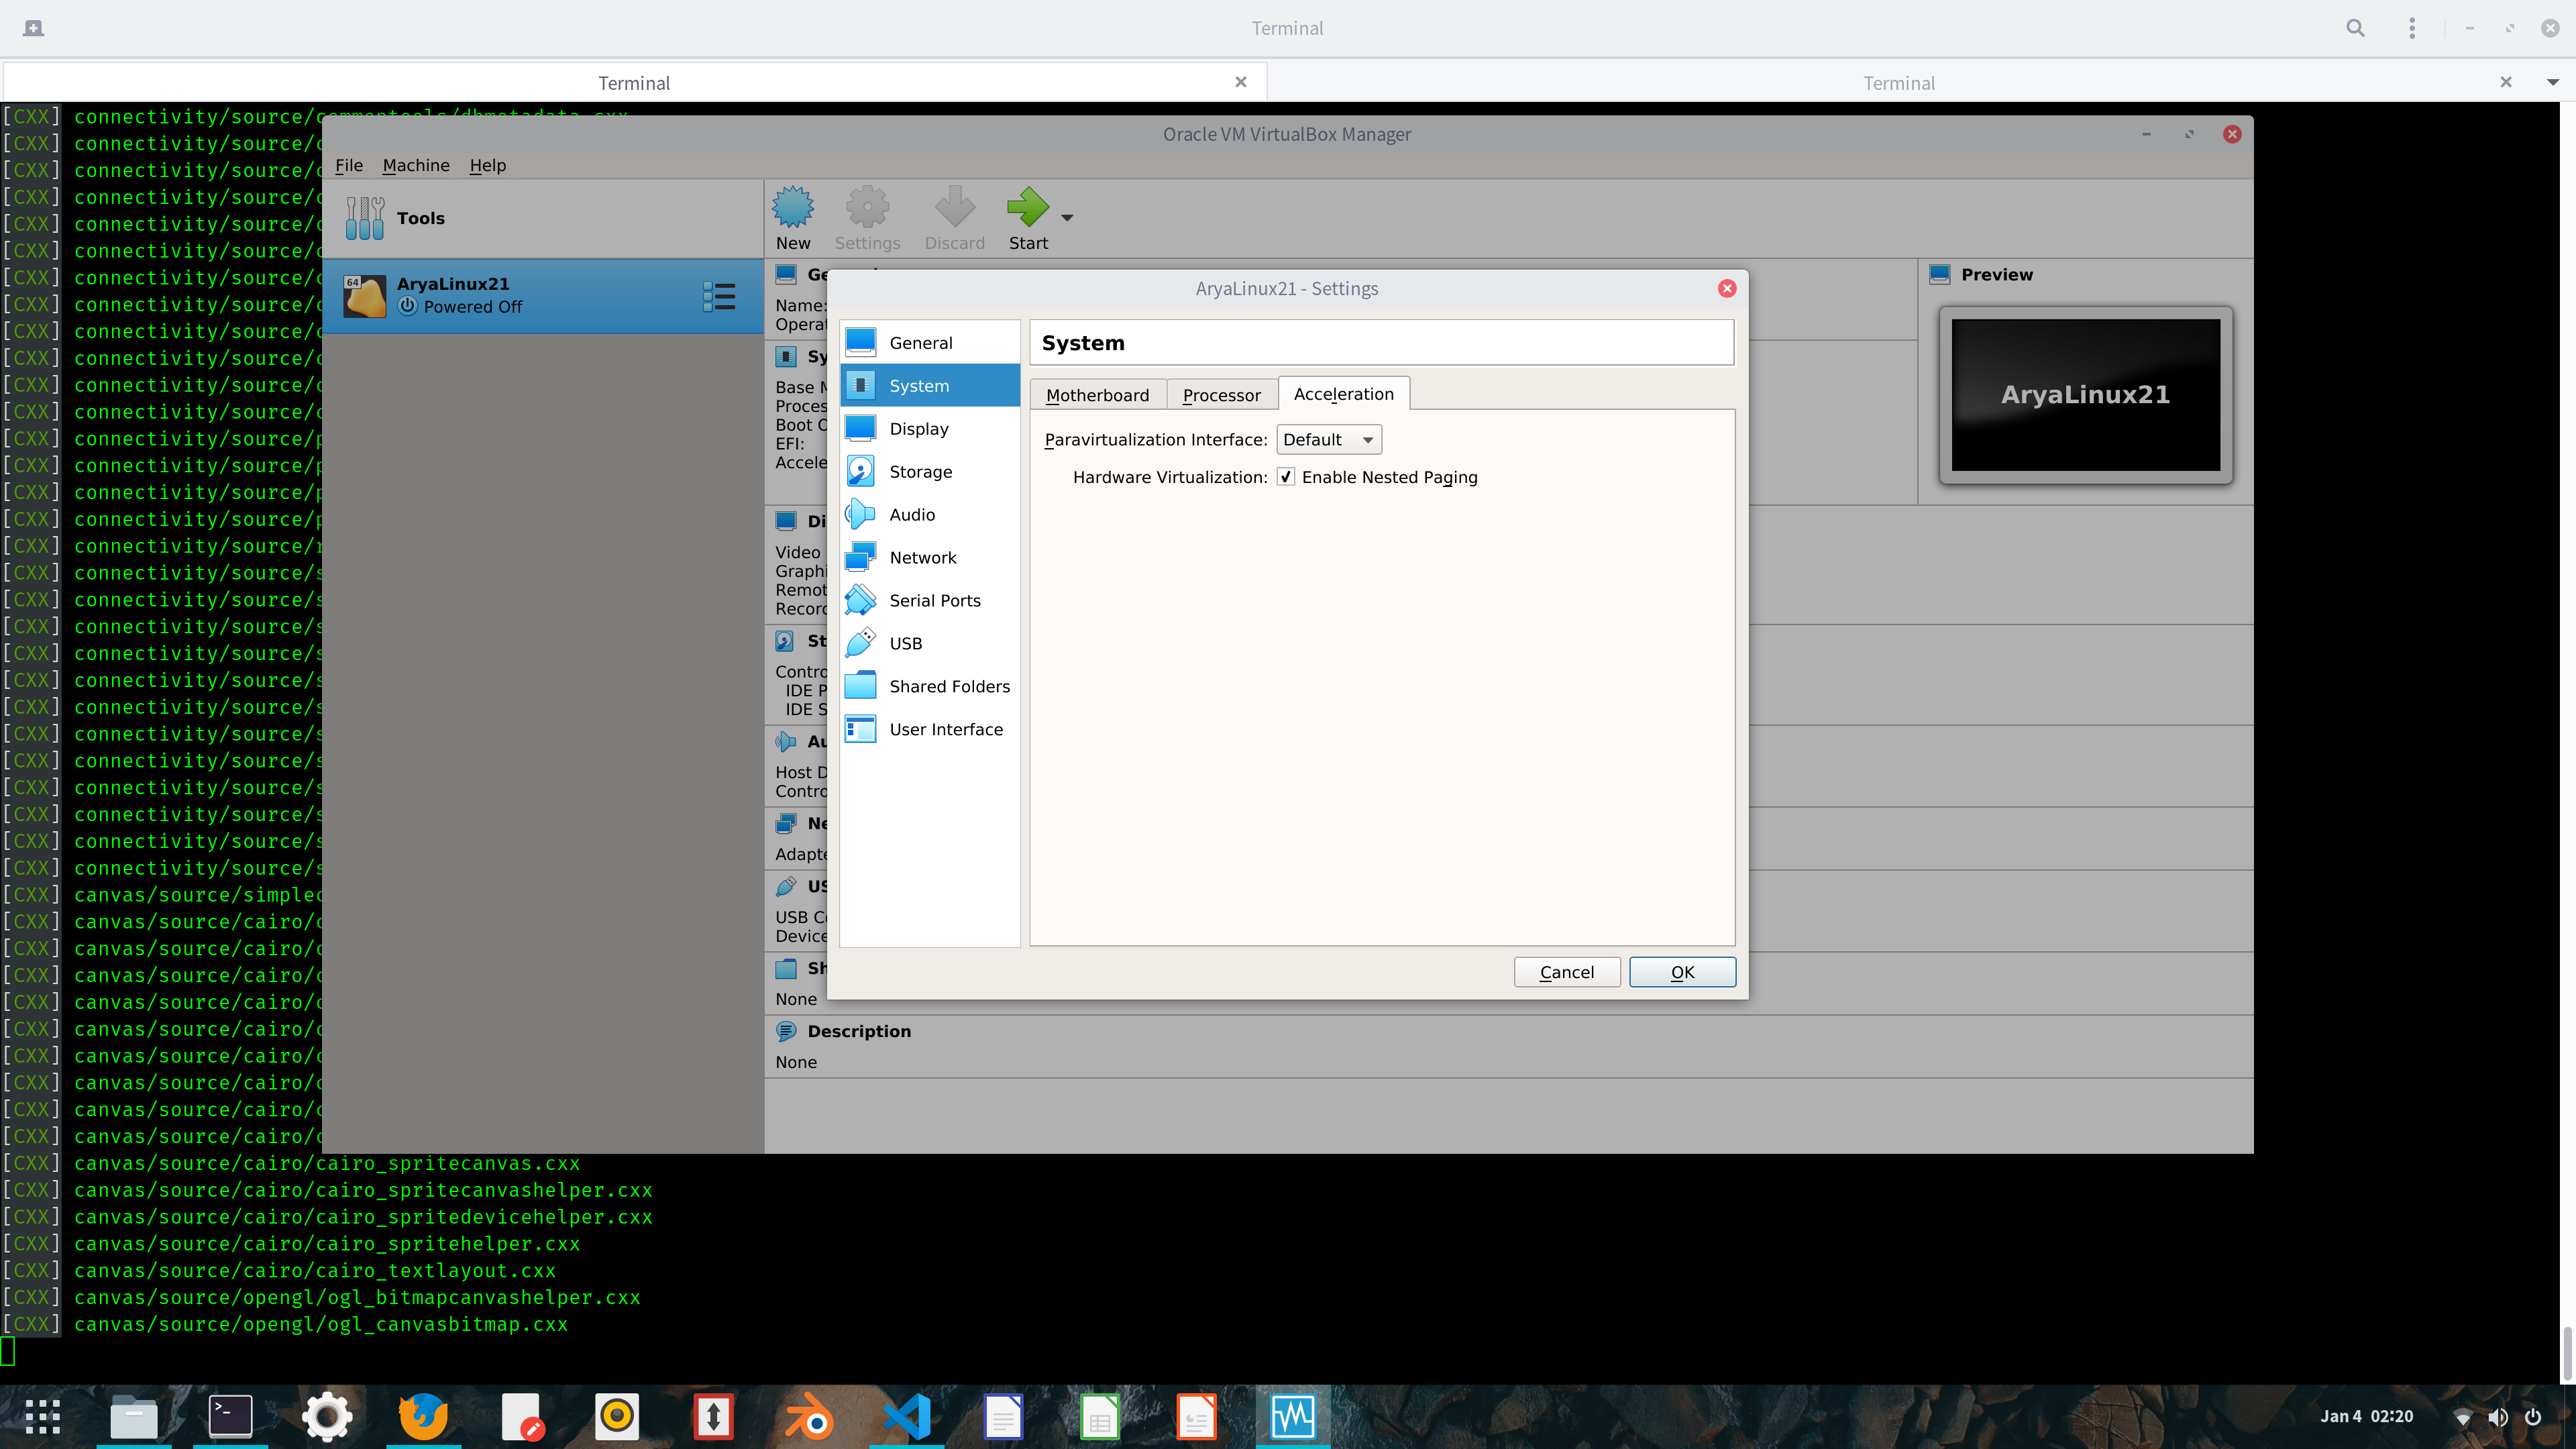 Terminal
Terminal
Terminal
[CXX] connectivity/source/commontools/dbmetadata.cxx
[CXX] connectivity/source/c
[CXX] connectivity/source/c
[CXX] connectivity/source/c
[CXX] connectivity/source/c
[CXX] connectivity/source/c
[CXX] connectivity/source/c
[CXX] connectivity/source/c
[CXX] connectivity/source/c
[CXX] connectivity/source/c
[CXX] connectivity/source/c
[CXX] connectivity/source/c
[CXX] connectivity/source/p
[CXX] connectivity/source/p
[CXX] connectivity/source/p
[CXX] connectivity/source/p
[CXX] connectivity/source/r
[CXX] connectivity/source/s
[CXX] connectivity/source/s
[CXX] connectivity/source/s
[CXX] connectivity/source/s
[CXX] connectivity/source/s
[CXX] connectivity/source/s
[CXX] connectivity/source/s
[CXX] connectivity/source/s
[CXX] connectivity/source/s
[CXX] connectivity/source/s
[CXX] connectivity/source/s
[CXX] connectivity/source/s
[CXX] canvas/source/simplec
[CXX] canvas/source/cairo/c
[CXX] canvas/source/cairo/c
[CXX] canvas/source/cairo/c
[CXX] canvas/source/cairo/c
[CXX] canvas/source/cairo/c
[CXX] canvas/source/cairo/c
[CXX] canvas/source/cairo/c
[CXX] canvas/source/cairo/c
[CXX] canvas/source/cairo/c
[CXX] canvas/source/cairo/cairo_spritecanvas.cxx
[CXX] canvas/source/cairo/cairo_spritecanvashelper.cxx
[CXX] canvas/source/cairo/cairo_spritedevicehelper.cxx
[CXX] canvas/source/cairo/cairo_spritehelper.cxx
[CXX] canvas/source/cairo/cairo_textlayout.cxx
[CXX] canvas/source/opengl/ogl_bitmapcanvashelper.cxx
[CXX] canvas/source/opengl/ogl_canvasbitmap.cxx
Oracle VM VirtualBox Manager
File Machine Help
Tools
New
Settings
Discard
Start
64
AryaLinux21
Powered Off
Ge
Name:
Operat
Sy
Base M
Proces
Boot O
EFI:
Accele
Di
Video
Graphi
Remot
Record
St
Contro
IDE P
IDE S
Au
Host D
Contro
Ne
Adapte
US
USB Co
Device
Sh
None
Description
None
Preview
AryaLinux21
AryaLinux21 - Settings
General
System
Display
Storage
Audio
Network
Serial Ports
USB
Shared Folders
User Interface
System
Motherboard
Processor
Acceleration
Paravirtualization Interface: Default
Hardware Virtualization: Enable Nested Paging
Cancel
OK
Jan 4 02:20